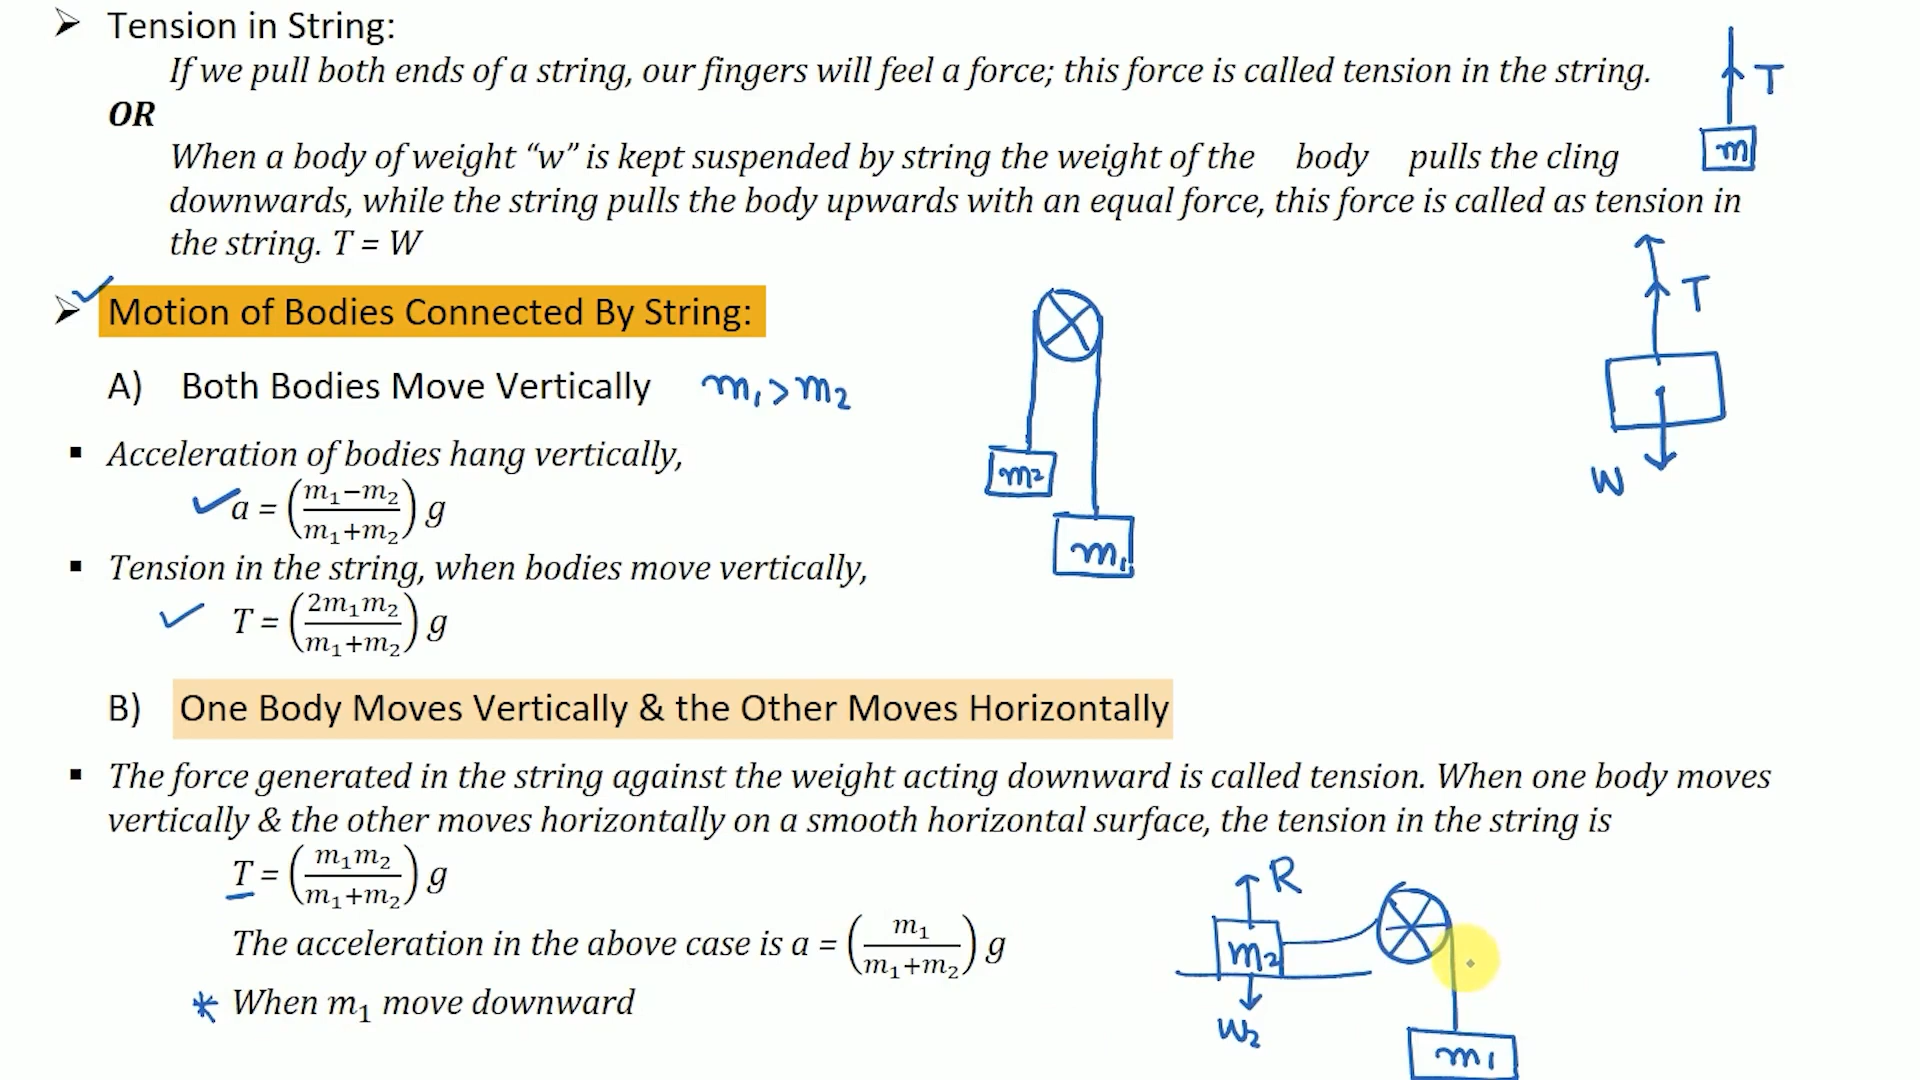 ➤ Tension in String:
If we pull both ends of a string, our fingers will feel a force; this force is called tension in the string.
OR
When a body of weight “w” is kept suspended by string the weight of the body pulls the cling
downwards, while the string pulls the body upwards with an equal force, this force is called as tension in
the string. T = W
T
m
➤ Motion of Bodies Connected By String:
T
W
A) Both Bodies Move Vertically m₁ > m₂
m₂
m₁
▪ Acceleration of bodies hang vertically,
a = (m₁−m₂/m₁+m₂) g
▪ Tension in the string, when bodies move vertically,
T = (2m₁m₂/m₁+m₂) g
B) One Body Moves Vertically & the Other Moves Horizontally
▪ The force generated in the string against the weight acting downward is called tension. When one body moves
vertically & the other moves horizontally on a smooth horizontal surface, the tension in the string is
T = (m₁m₂/m₁+m₂) g
The acceleration in the above case is a = (m₁/m₁+m₂) g
* When m₁ move downward
R
m₂
W₂
m₁